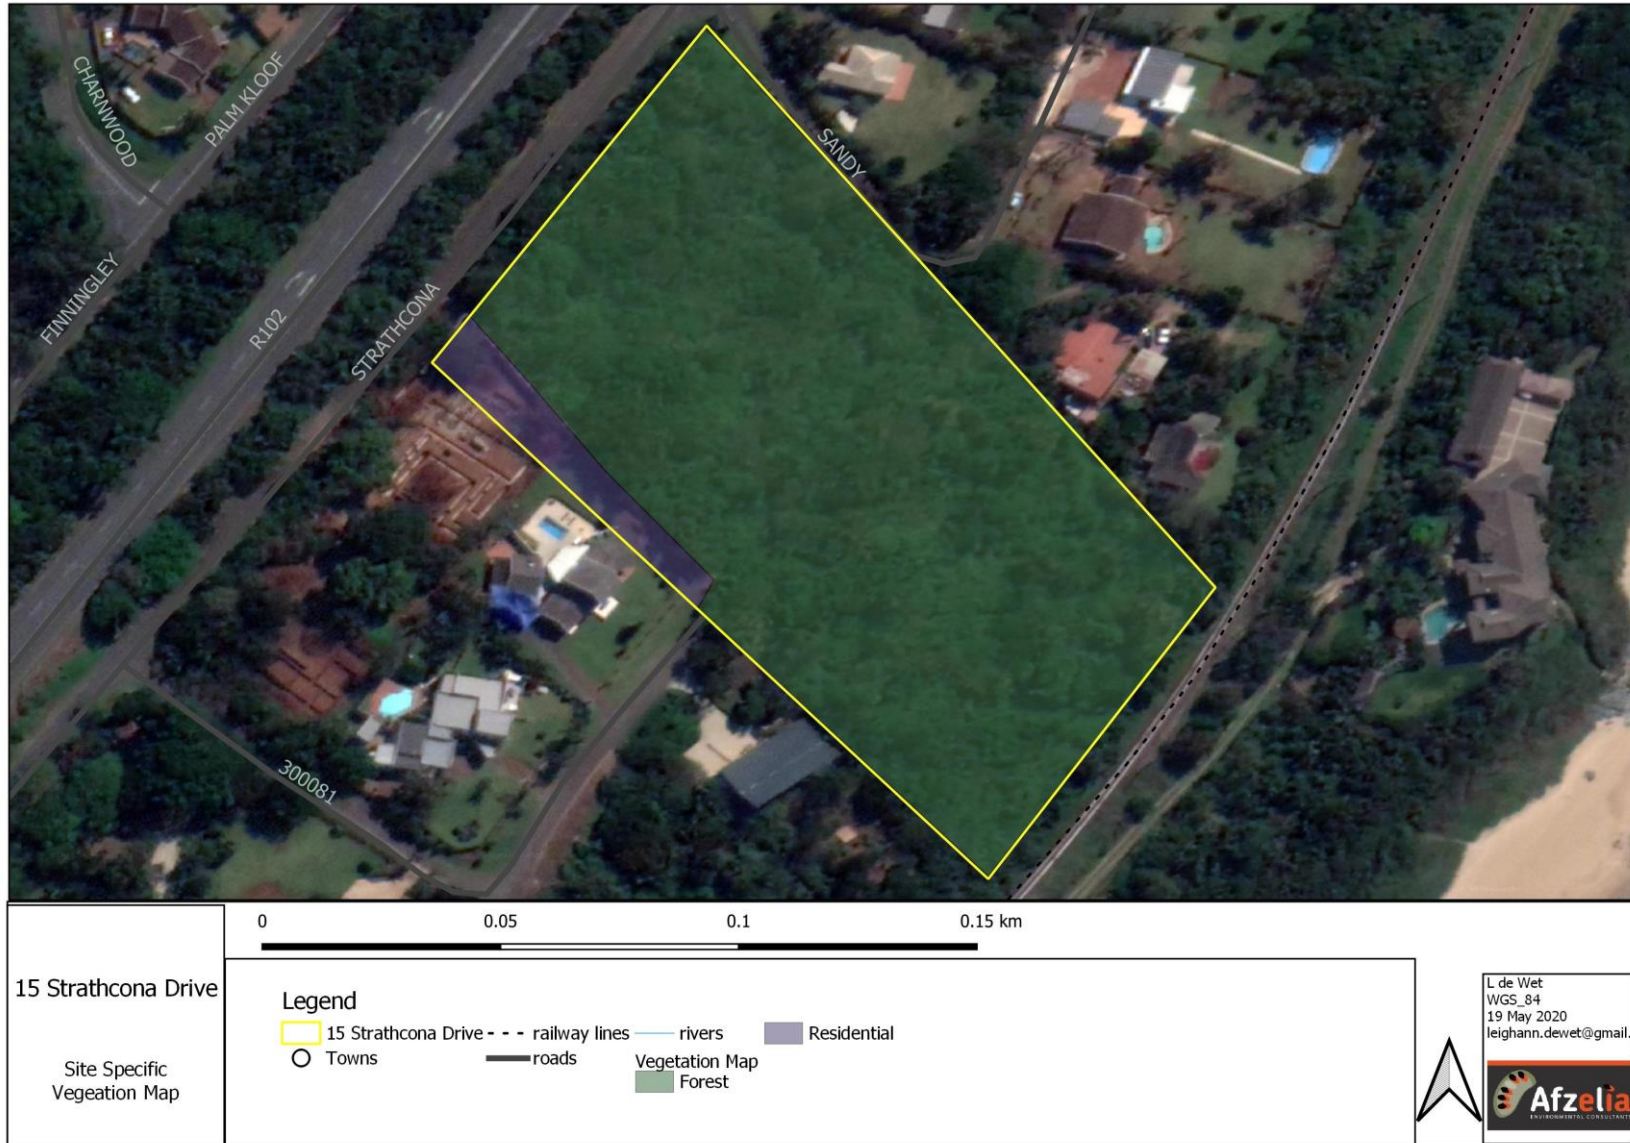 CHARNWOOD
PALM KLOOF
SANDY
FINNINGLEY
R102
STRATHCONA
300081
0 0.05 0.1 0.15 km
15 Strathcona Drive
Site Specific
Vegeation Map
Legend
15 Strathcona Drive railway lines rivers Residential
Towns roads Vegetation Map
Forest
L de Wet
WGS_84
19 May 2020
leighann.dewet@gmail.
Afzelia
ENVIRONMENTAL CONSULTANTS